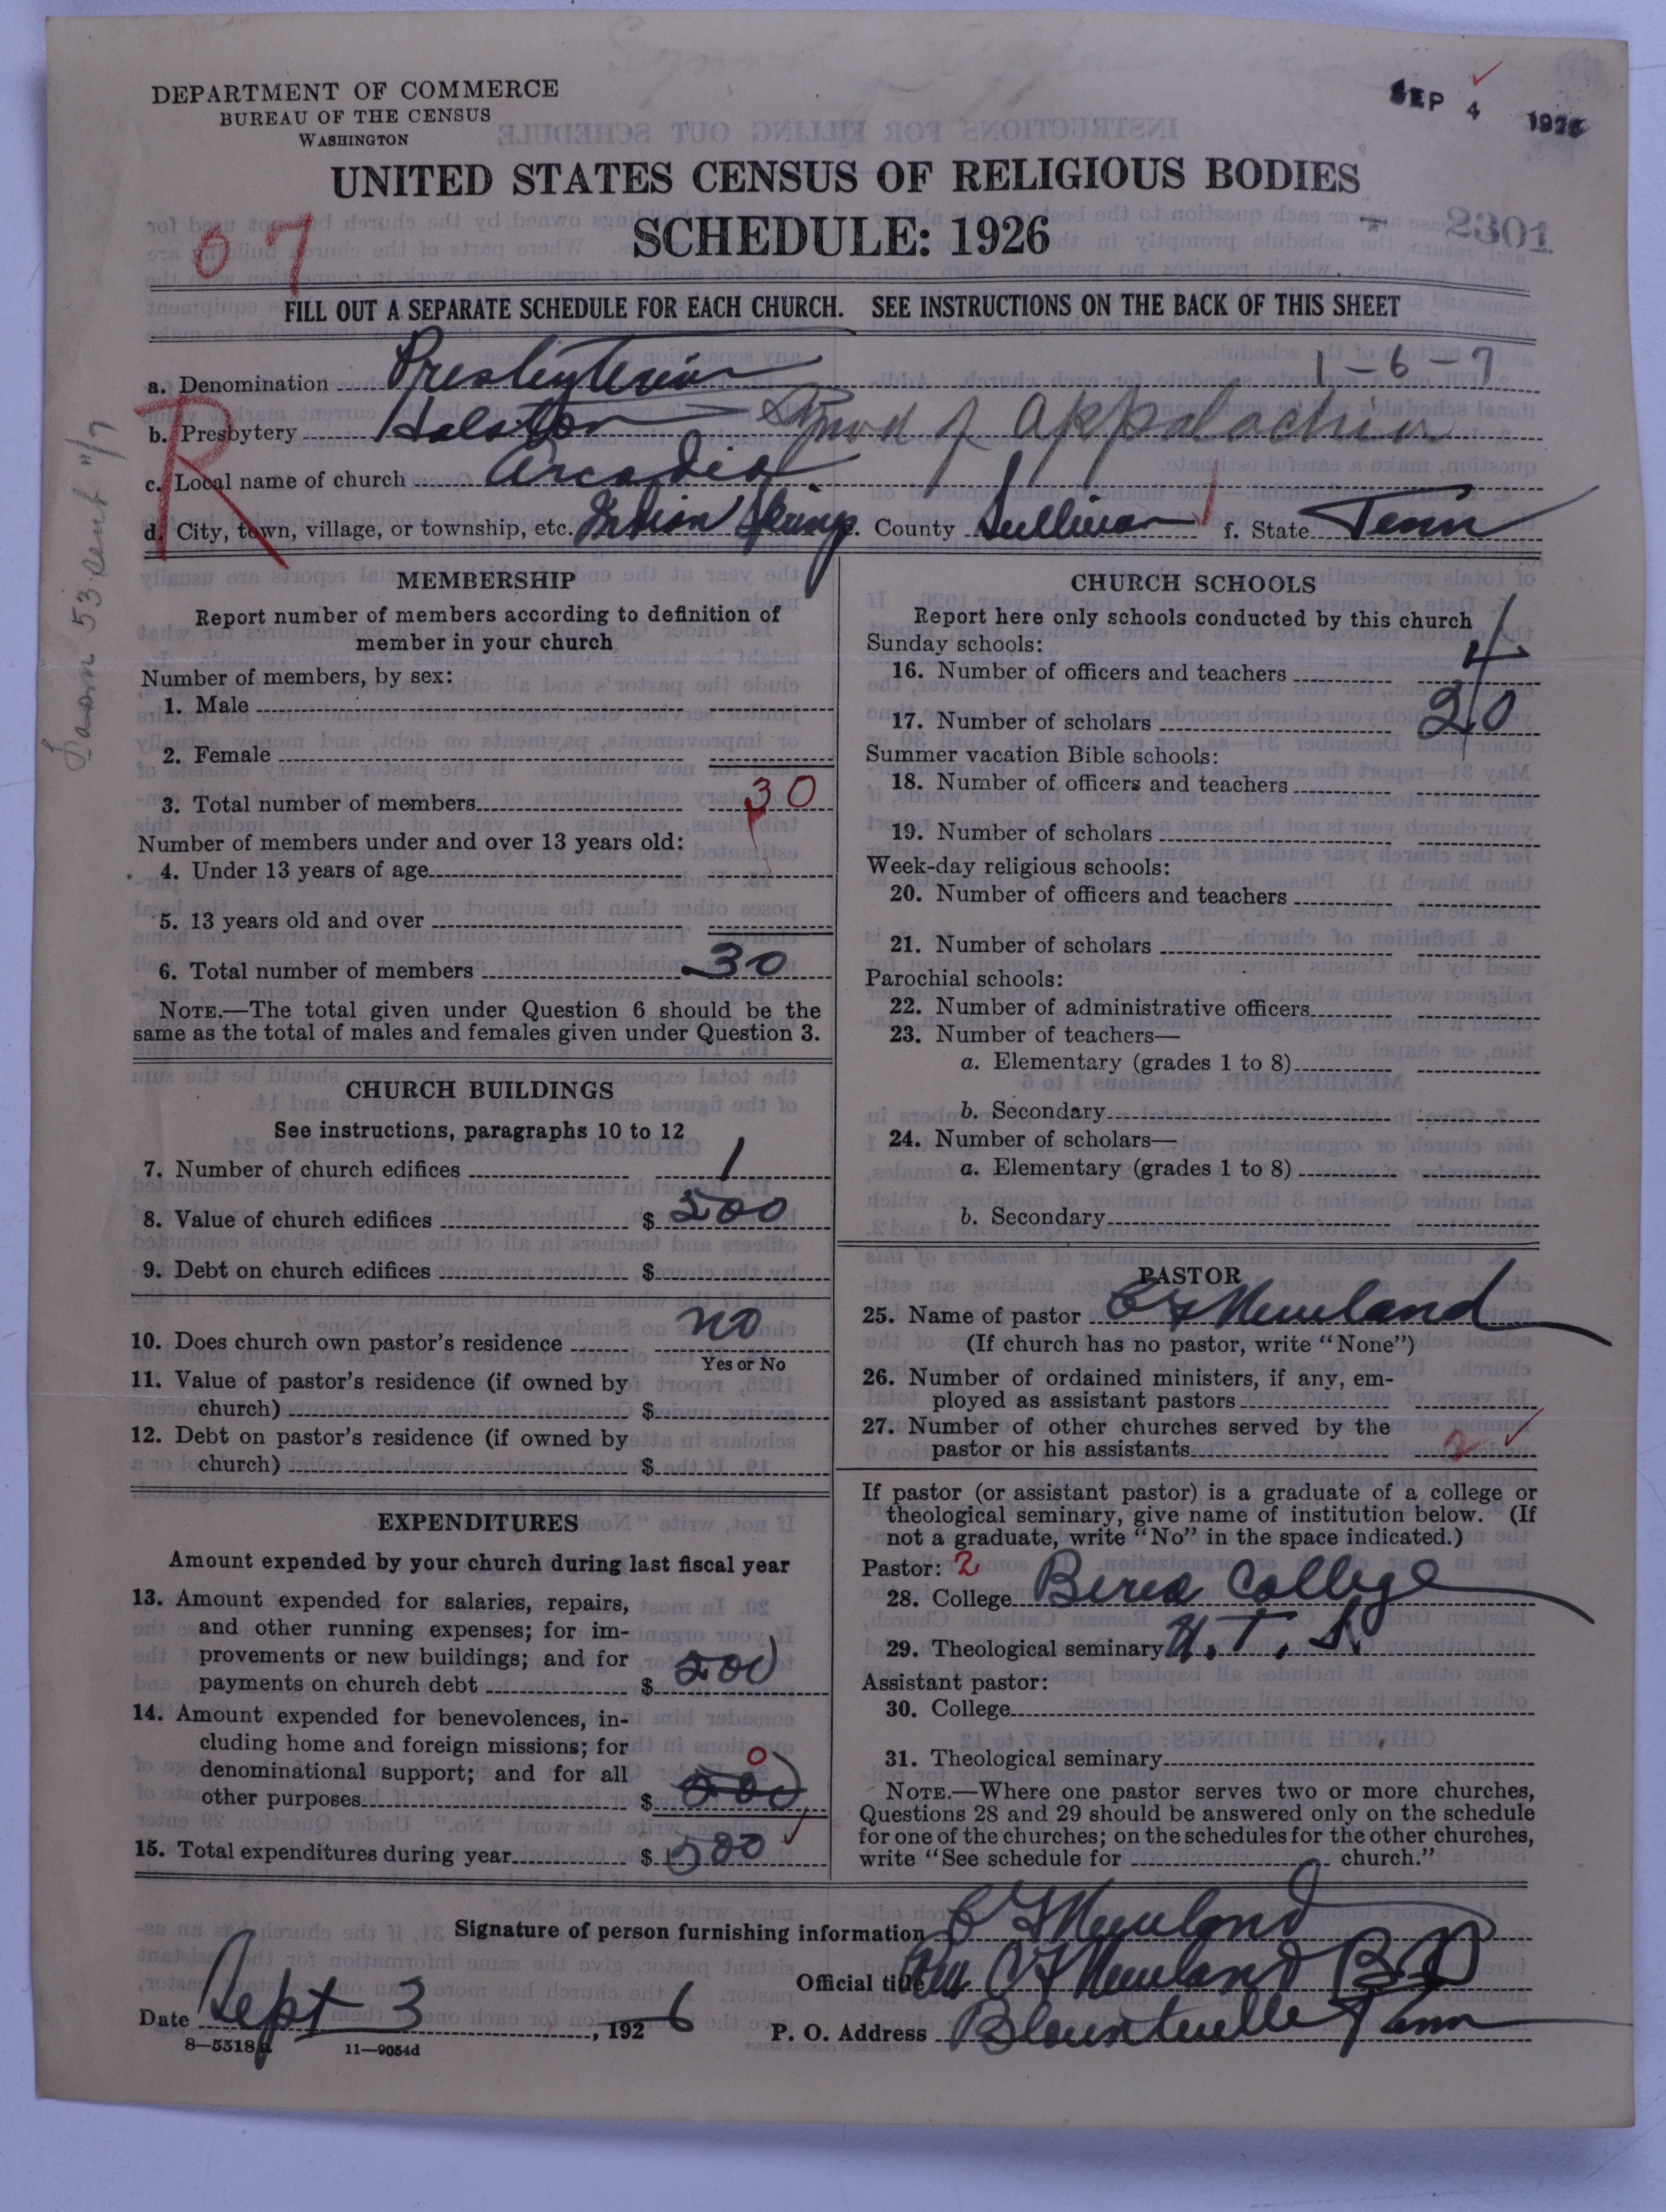 DEPARTMENT OF COMMERCE
BUREAU OF THE CENSUS
WASHINGTON
SEP 4 1926
UNITED STATES CENSUS OF RELIGIOUS BODIES
SCHEDULE: 1926
2301
07
FILL OUT A SEPARATE SCHEDULE FOR EACH CHURCH. SEE INSTRUCTIONS ON THE BACK OF THIS SHEET
1-6-7
a. Denomination Presbyterian
b. Presbytery Holston Synod of Appalachia
R
c. Local name of church Arcadia
d. City, town, village, or township, etc. Indian Springs e. County Sullivan f. State Tenn
MEMBERSHIP
Report number of members according to definition of
member in your church
Number of members, by sex:
1. Male
2. Female
3. Total number of members 30
Number of members under and over 13 years old:
4. Under 13 years of age
5. 13 years old and over
6. Total number of members 30
NOTE.—The total given under Question 6 should be the
same as the total of males and females given under Question 3.
CHURCH BUILDINGS
See instructions, paragraphs 10 to 12
7. Number of church edifices 1
8. Value of church edifices $ 500
9. Debt on church edifices $
10. Does church own pastor's residence no
Yes or No
11. Value of pastor's residence (if owned by
church) $
12. Debt on pastor's residence (if owned by
church) $
EXPENDITURES
Amount expended by your church during last fiscal year
13. Amount expended for salaries, repairs,
and other running expenses; for im-
provements or new buildings; and for
payments on church debt $ 500
14. Amount expended for benevolences, in-
cluding home and foreign missions; for
denominational support; and for all
other purposes $ 0
15. Total expenditures during year $ 500
CHURCH SCHOOLS
Report here only schools conducted by this church
Sunday schools:
16. Number of officers and teachers 4
17. Number of scholars 20
Summer vacation Bible schools:
18. Number of officers and teachers
19. Number of scholars
Week-day religious schools:
20. Number of officers and teachers
21. Number of scholars
Parochial schools:
22. Number of administrative officers
23. Number of teachers—
a. Elementary (grades 1 to 8)
b. Secondary
24. Number of scholars—
a. Elementary (grades 1 to 8)
b. Secondary
PASTOR
25. Name of pastor C F Newland
(If church has no pastor, write "None")
26. Number of ordained ministers, if any, em-
ployed as assistant pastors
27. Number of other churches served by the
pastor or his assistants 2
If pastor (or assistant pastor) is a graduate of a college or
theological seminary, give name of institution below. (If
not a graduate, write "No" in the space indicated.)
Pastor: 2
28. College Berea College
29. Theological seminary U. T. S.
Assistant pastor:
30. College
31. Theological seminary
NOTE.—Where one pastor serves two or more churches,
Questions 28 and 29 should be answered only on the schedule
for one of the churches; on the schedules for the other churches,
write "See schedule for church."
Signature of person furnishing information C F Newland
Official title Rev C F Newland B D
Date Sept 3, 1926
P. O. Address Blountville Tenn
8—5518
11—9054d